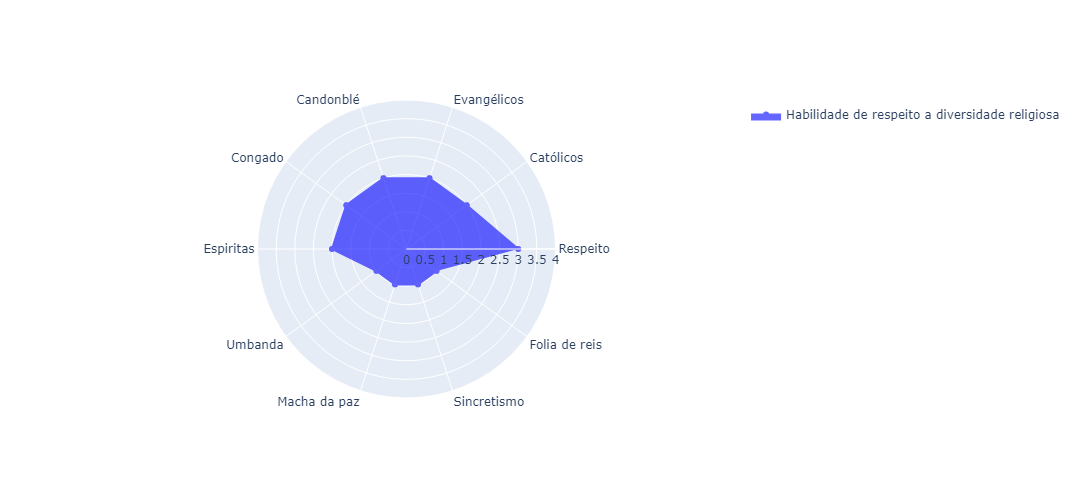 Candonblé
Evangélicos
Habilidade de respeito a diversidade religiosa
Congado
Católicos
Espiritas
Respeito
0 0.5 1 1.5 2 2.5 3 3.5 4
Umbanda
Folia de reis
Macha da paz
Sincretismo